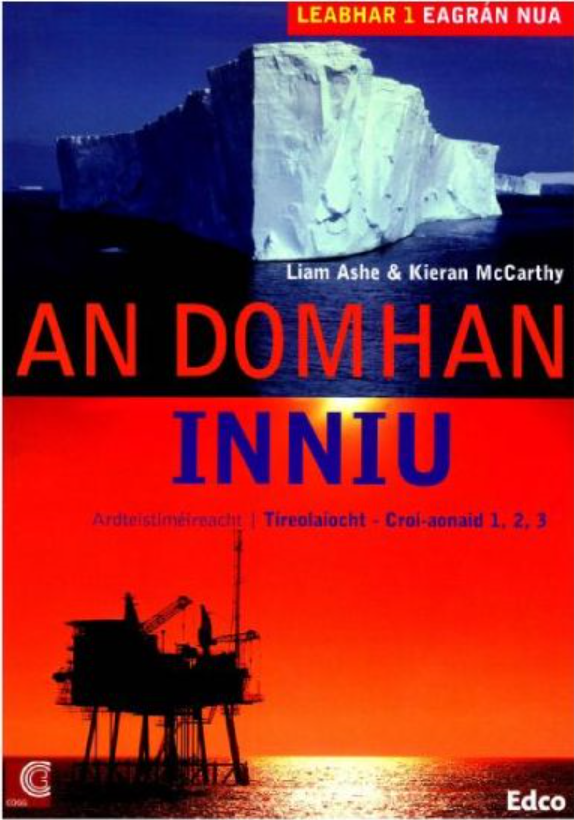 LEABHAR 1 EAGRÁN NUA
Liam Ashe & Kieran McCarthy
AN DOMHAN
INNIU
Ardteistiméireacht | Tíreolaíocht - Croí-aonaid 1, 2, 3
Edco